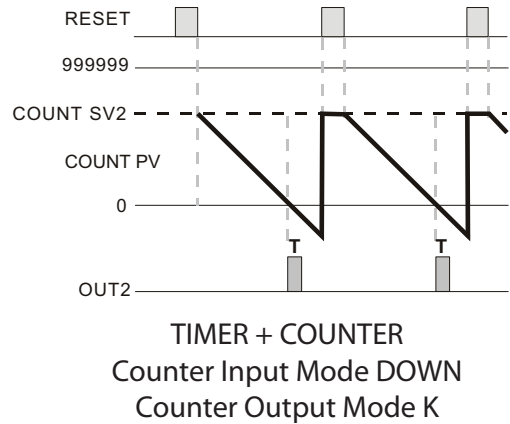 RESET
999999
COUNT SV2
COUNT PV
0
T T
OUT2
TIMER + COUNTER
Counter Input Mode DOWN
Counter Output Mode K